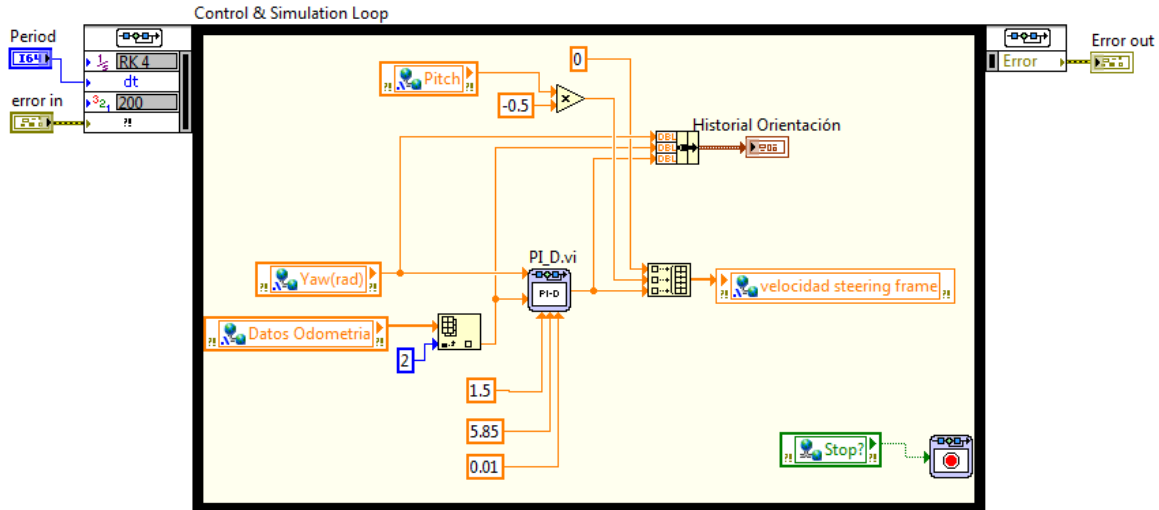 Control & Simulation Loop
Period
I64
error in
RK 4
dt
200
?!
Error
Error out
Pitch
?!
?!
-0.5
x
0
Historial Orientación
DBL
DBL
DBL
PI_D.vi
PI-D
Yaw(rad)
?!
?!
Datos Odometria
?!
?!
2
velocidad steering frame
?!
?!
1.5
5.85
0.01
Stop?
?!
?!